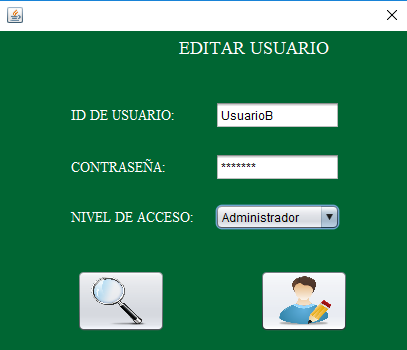 EDITAR USUARIO
ID DE USUARIO: UsuarioB
CONTRASEÑA: *******
NIVEL DE ACCESO: Administrador